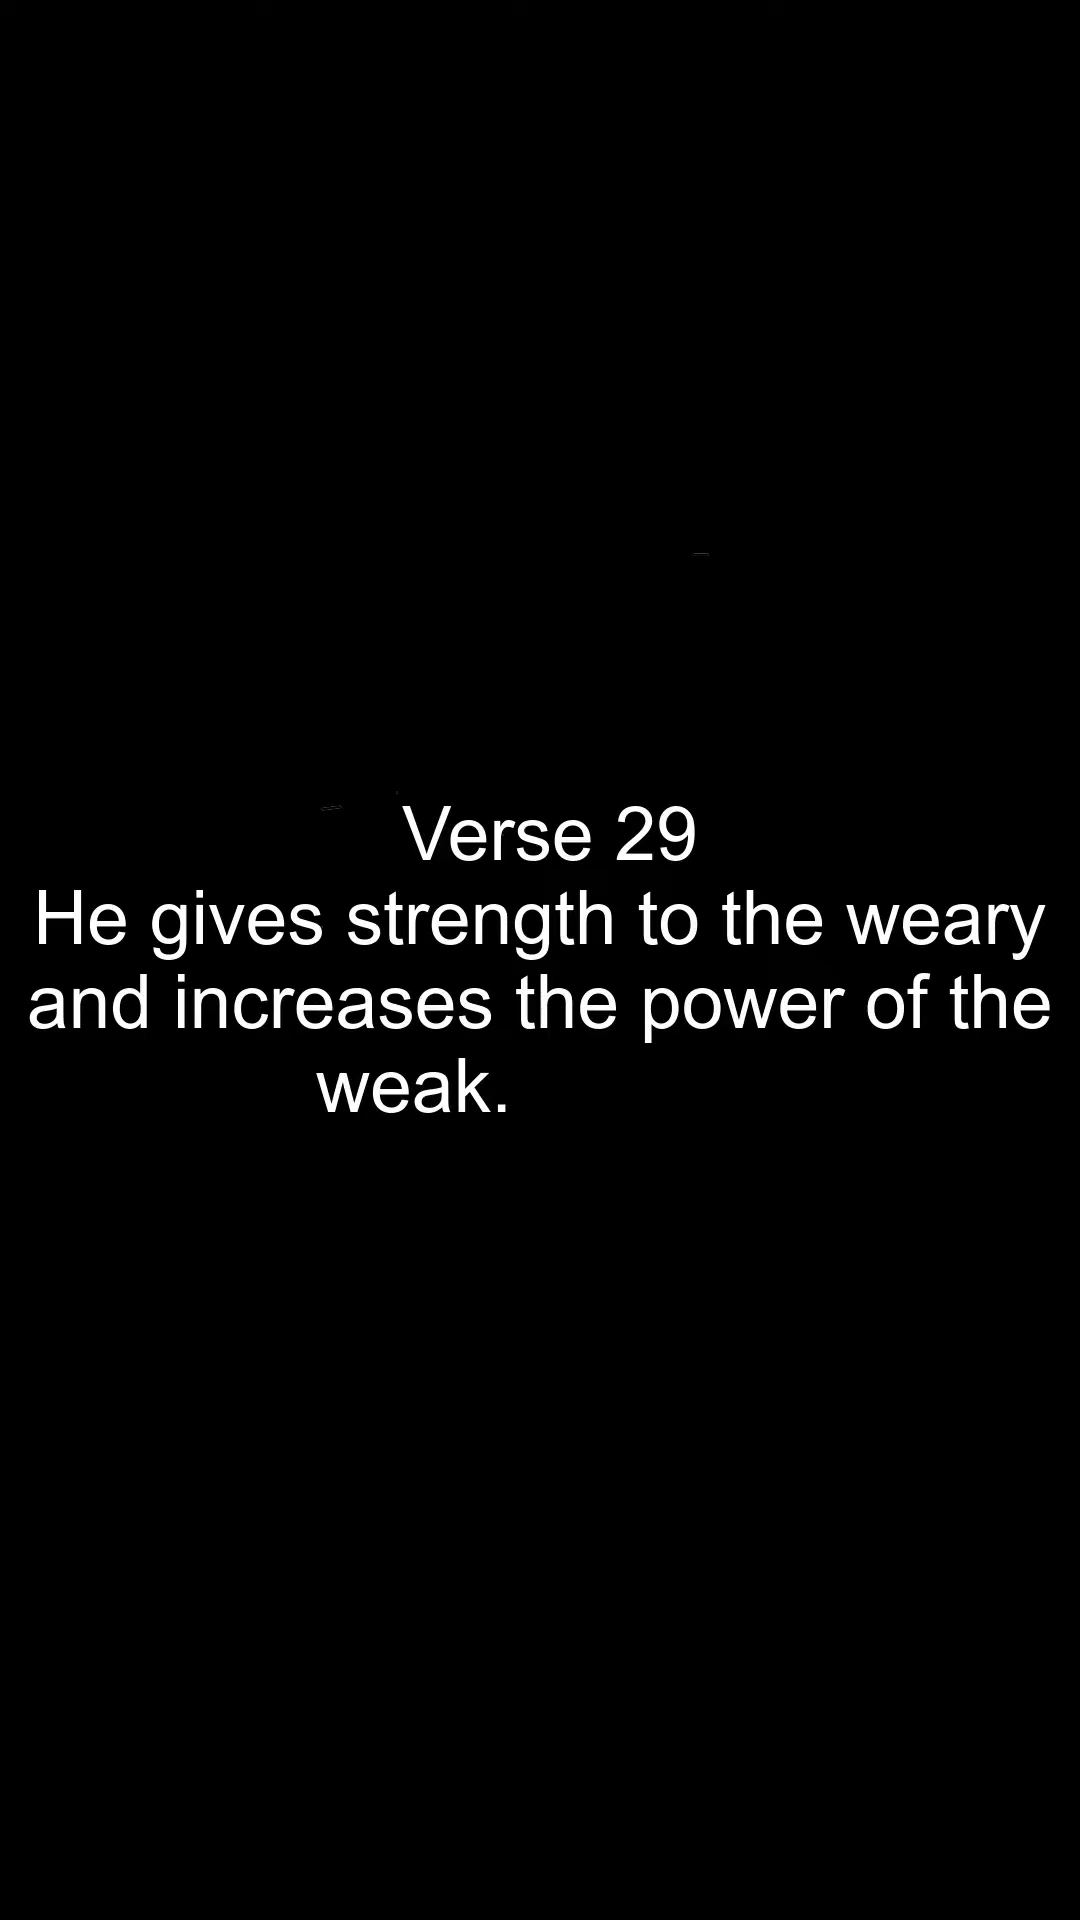 Verse 29
He gives strength to the weary
and increases the power of the
weak.